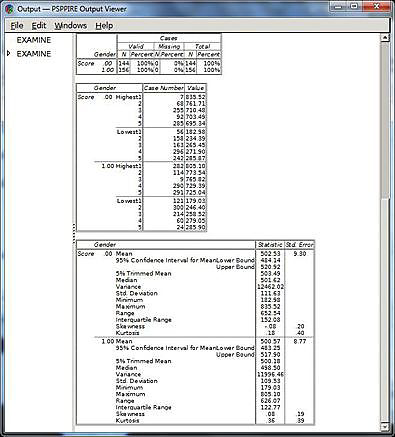 Output — PSPPIRE Output Viewer
File Edit Windows Help
EXAMINE
EXAMINE
Cases
Valid Missing Total
Gender N Percent N Percent N Percent
Score .00 144 100% 0 0% 144 100%
1.00 156 100% 0 0% 156 100%
Gender Case Number Value
Score .00 Highest 1 7 835.52
2 68 761.71
3 255 710.48
4 92 703.49
5 285 695.34
Lowest 1 56 182.98
2 158 234.39
3 163 265.45
4 296 271.90
5 242 285.87
1.00 Highest 1 282 805.10
2 114 773.54
3 9 765.82
4 290 729.39
5 291 725.04
Lowest 1 121 179.03
2 300 246.40
3 214 258.52
4 60 279.05
5 24 285.90
Gender Statistic Std. Error
Score .00 Mean 502.53 9.30
95% Confidence Interval for Mean Lower Bound 484.14
Upper Bound 520.92
5% Trimmed Mean 503.49
Median 501.62
Variance 12462.02
Std. Deviation 111.63
Minimum 182.98
Maximum 835.52
Range 652.54
Interquartile Range 152.08
Skewness -.08 .20
Kurtosis .18 .40
1.00 Mean 500.57 8.77
95% Confidence Interval for Mean Lower Bound 483.25
Upper Bound 517.90
5% Trimmed Mean 500.18
Median 498.50
Variance 11996.46
Std. Deviation 109.53
Minimum 179.03
Maximum 805.10
Range 626.07
Interquartile Range 122.77
Skewness .08 .19
Kurtosis .36 .39